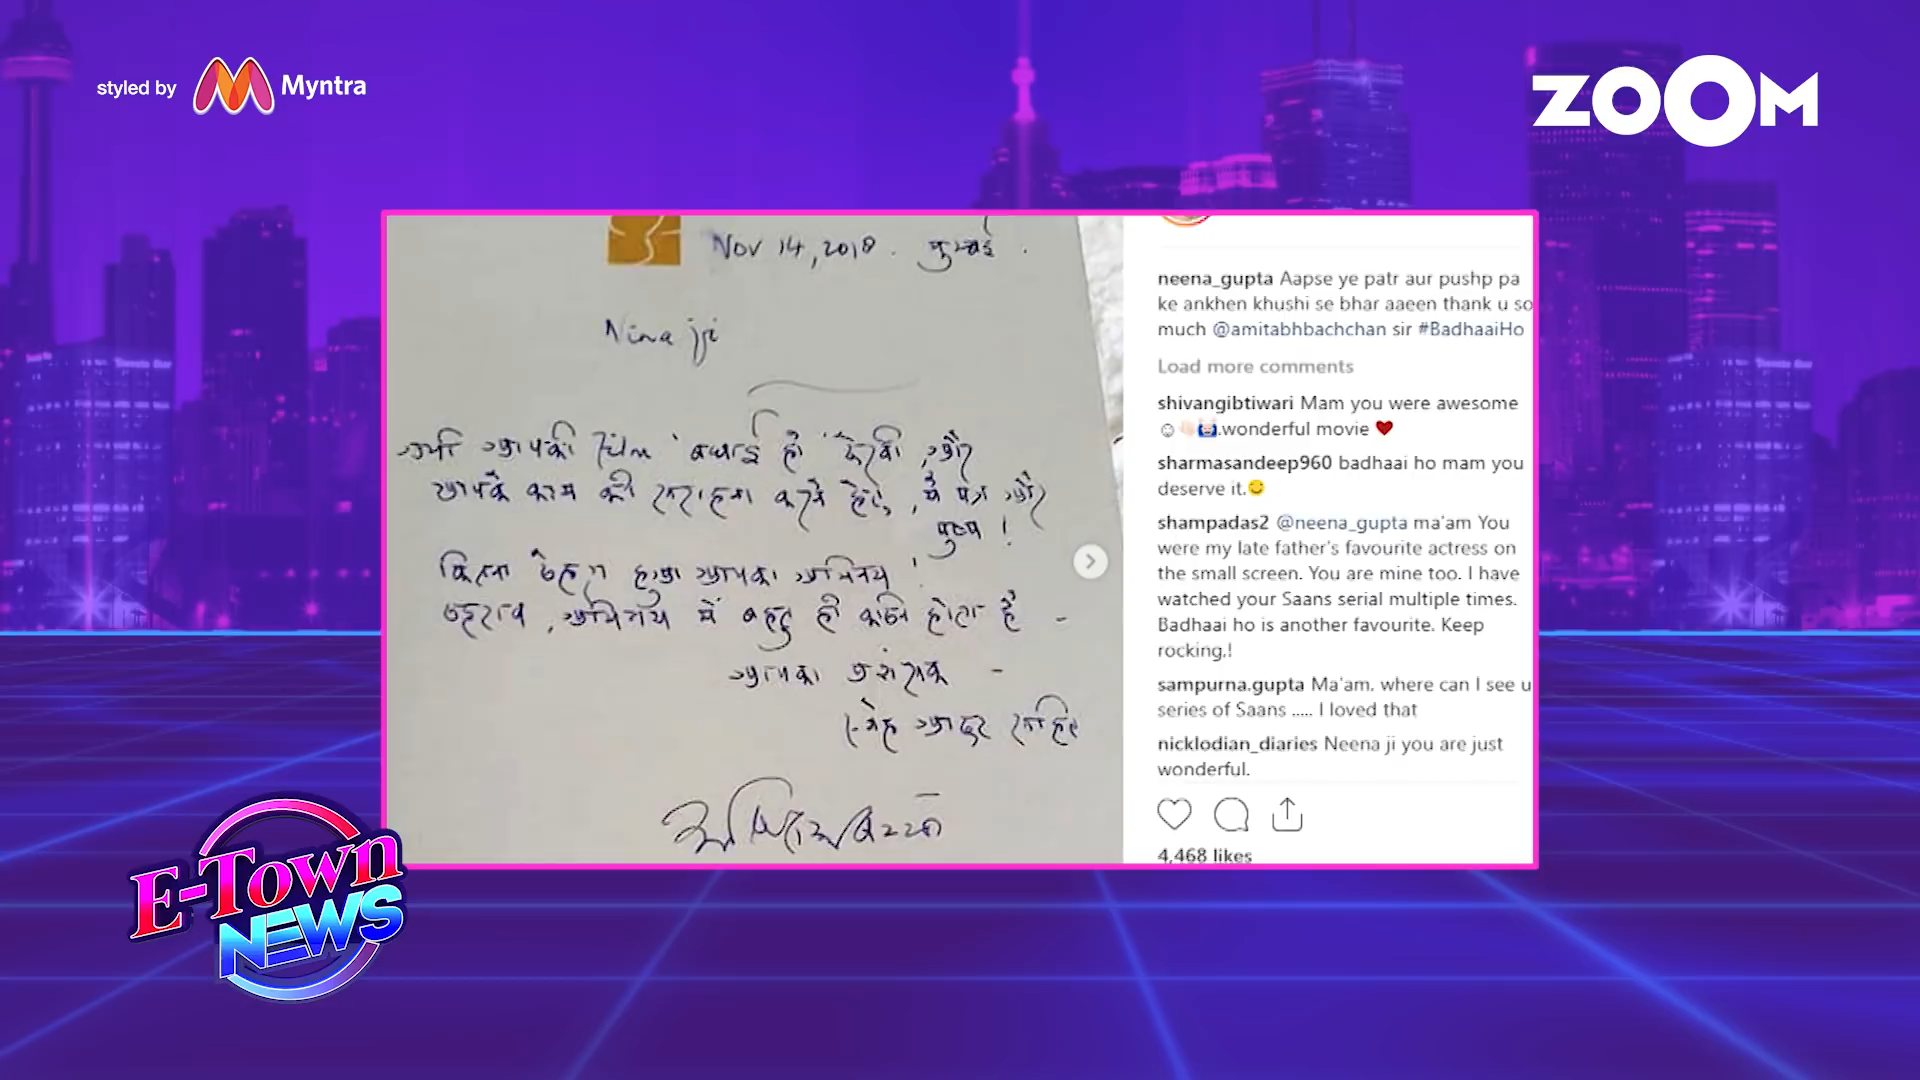 styled by Myntra
ZOOM
Nov 14, 2018. मुम्बई.
Nina ji
अभी आपकी film 'बधाई हो' देखी, और
आपके काम की सराहना करने हेतु, ये पत्र और
पुष्प !
कितना बेहतरीन हुआ आपका अभिनय !
ठहराव, अभिनय में बहुत ही कठिन होता है -
आपका प्रशंसक -
स्नेह आदर सहित
अमिताभ बच्चन
neena_gupta Aapse ye patr aur pushp pa
ke ankhen khushi se bhar aaeen thank u so
much @amitabhbachchan sir #BadhaaiHo
Load more comments
shivangibtiwari Mam you were awesome
.wonderful movie ❤
sharmasandeep960 badhaai ho mam you
deserve it.😊
shampadas2 @neena_gupta ma'am You
were my late father's favourite actress on
the small screen. You are mine too. I have
watched your Saans serial multiple times.
Badhaai ho is another favourite. Keep
rocking.!
sampurna.gupta Ma'am. where can I see u
series of Saans ..... I loved that
nicklodian_diaries Neena ji you are just
wonderful.
4,468 likes
E-Town
NEWS